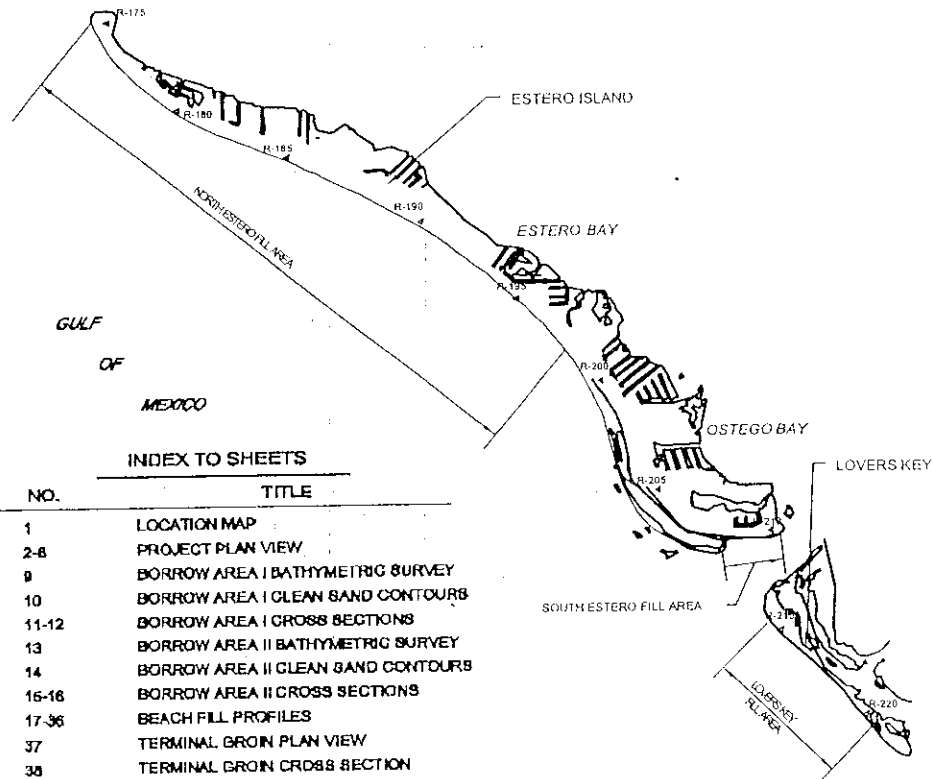 R-175
R-180
R-185
ESTERO ISLAND
R-190
ESTERO BAY
R-195
NORTH ESTERO FILL AREA
GULF
OF
MEXICO
R-200
OSTEGO BAY
LOVERS KEY
R-205
SOUTH ESTERO FILL AREA
R-220
LOVERS KEY
FILL AREA
INDEX TO SHEETS
NO. TITLE
1 LOCATION MAP
2-8 PROJECT PLAN VIEW
9 BORROW AREA I BATHYMETRIC SURVEY
10 BORROW AREA I CLEAN SAND CONTOURS
11-12 BORROW AREA I CROSS SECTIONS
13 BORROW AREA II BATHYMETRIC SURVEY
14 BORROW AREA II CLEAN SAND CONTOURS
15-16 BORROW AREA II CROSS SECTIONS
17-36 BEACH FILL PROFILES
37 TERMINAL GROIN PLAN VIEW
38 TERMINAL GROIN CROSS SECTION